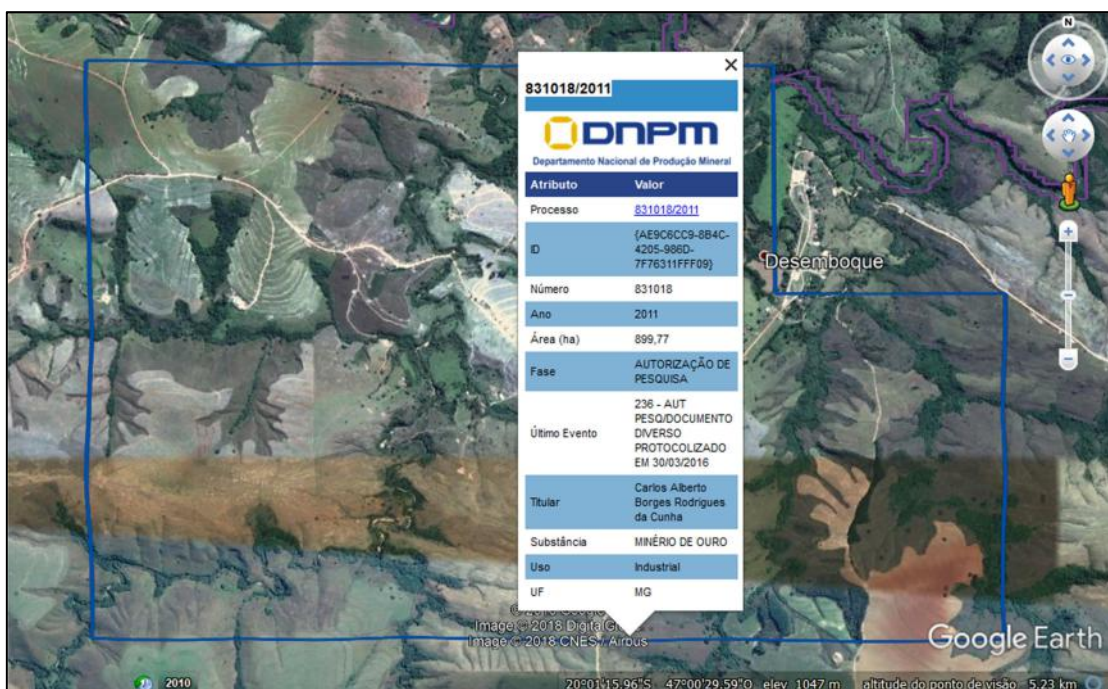 N
831018/2011
DNPM
Departamento Nacional de Produção Mineral
Atributo Valor
Processo 831018/2011
ID {AE9C6CC9-8B4C-
4205-986D-
7F76311FFF09}
Número 831018
Ano 2011
Área (ha) 899,77
Fase AUTORIZAÇÃO DE
PESQUISA
Último Evento 236 - AUT
PESQ/DOCUMENTO
DIVERSO
PROTOCOLIZADO
EM 30/03/2016
Titular Carlos Alberto
Borges Rodrigues
da Cunha
Substância MINÉRIO DE OURO
Uso Industrial
UF MG
Desemboque
Image © 2018 Digital
Image © 2018 CNES / Airbus
Google Earth
2010
20°01'15.96"S 47°00'29.59"O elev 1047 m altitude do ponto de visão 5.23 km